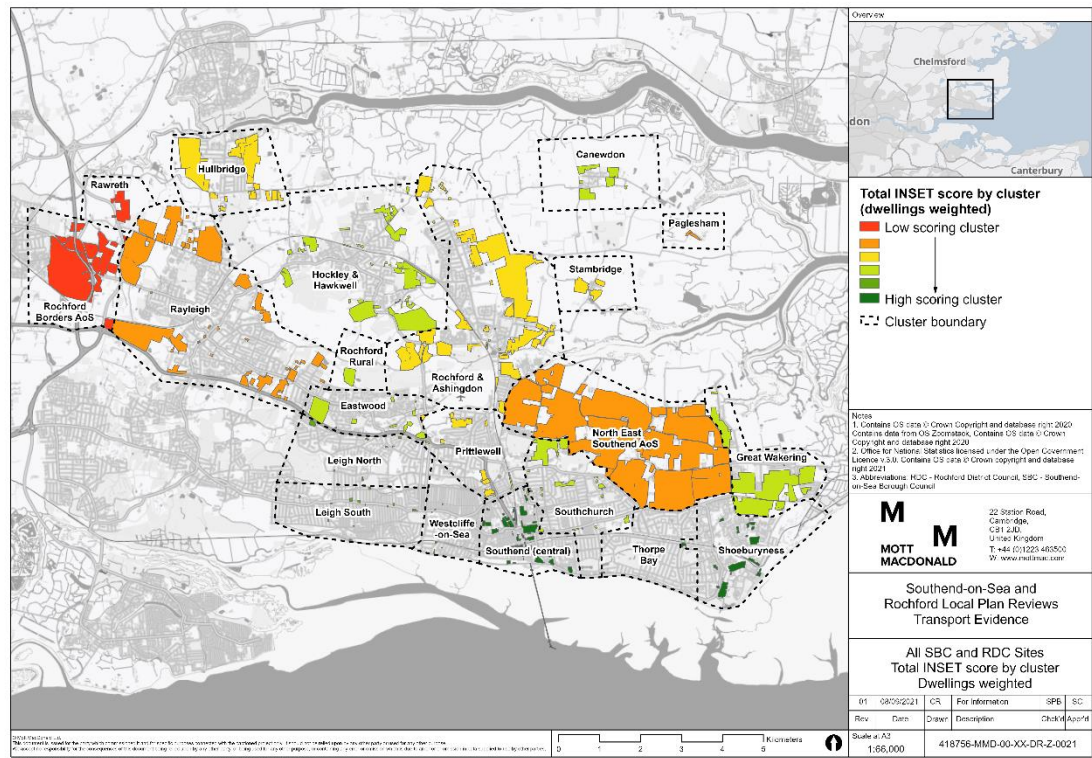 Hullbridge
Canewdon
Rawreth
Paglesham
Hockley &
Hawkwell
Stambridge
Rochford
Borders AoS
Rayleigh
Rochford
Rural
Rochford &
Ashingdon
Eastwood
North East
Southend AoS
Great Wakering
Prittlewell
Leigh North
Leigh South
Westcliffe
-on-Sea
Southchurch
Southend (central)
Thorpe
Bay
Shoeburyness
0 1 2 3 4 5
Kilometers
Overview
Chelmsford
don
Canterbury
Total INSET score by cluster
(dwellings weighted)
Low scoring cluster
High scoring cluster
Cluster boundary
Notes
1. Contains OS data © Crown Copyright and database right 2020
Contains data from OS Zoomstack, Contains OS data © Crown
Copyright and database right 2020
2. Office for National Statistics licensed under the Open Government
Licence v.3.0. Contains OS data © Crown copyright and database
right 2021
3. Abbreviations: RDC - Rochford District Council, SBC - Southend-
on-Sea Borough Council
M
M
MOTT
MACDONALD
22 Station Road,
Cambridge,
CB1 2JD,
United Kingdom
T: +44 (0)1223 463500
W: www.mottmac.com
Southend-on-Sea and
Rochford Local Plan Reviews
Transport Evidence
All SBC and RDC Sites
Total INSET score by cluster
Dwellings weighted
01 08/09/2021 CR For Information SPB SC
Rev Date Drawn Description Chck'd App'd
Scale at A3
1:66,000
418756-MMD-00-XX-DR-Z-0021